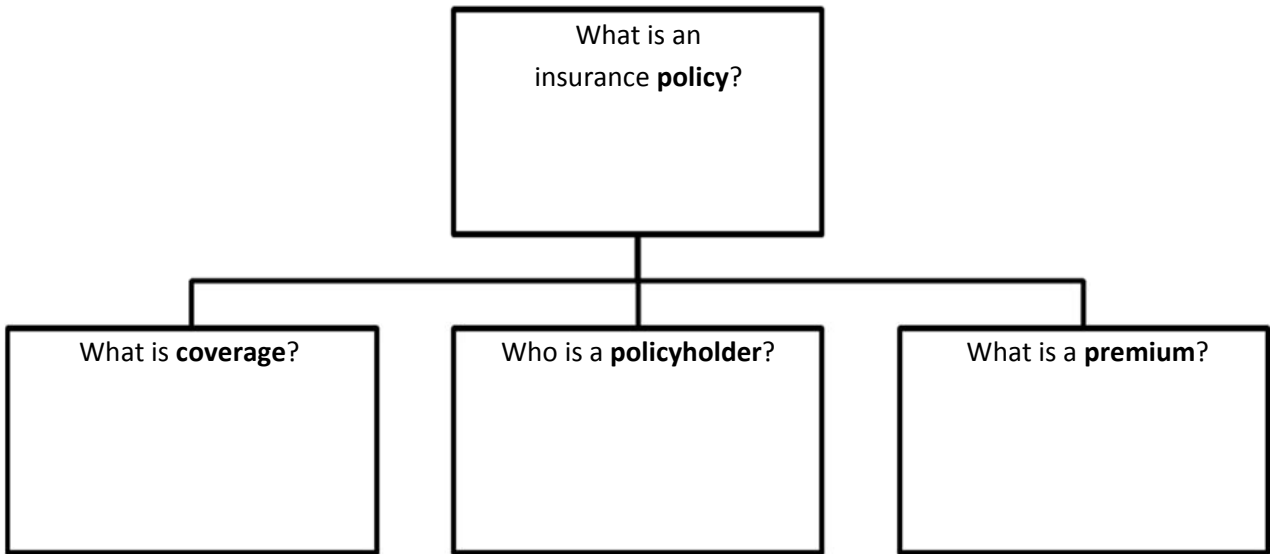 What is an
insurance policy?
What is coverage?
Who is a policyholder?
What is a premium?